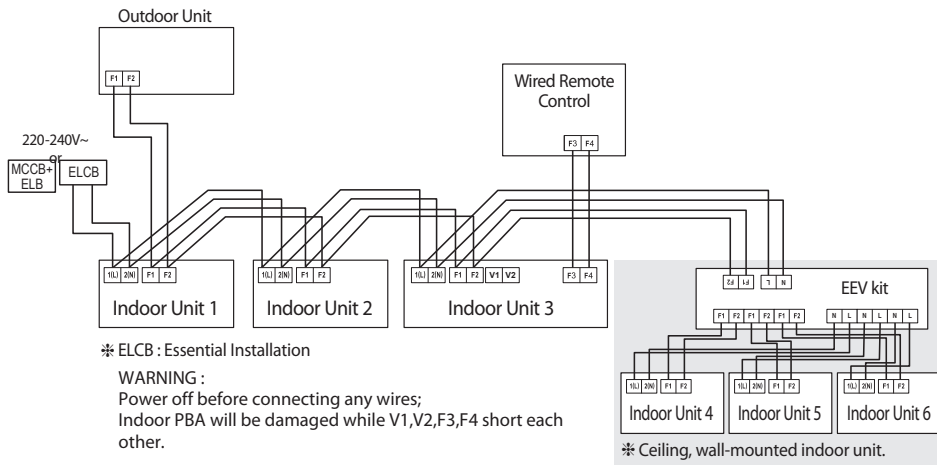 Outdoor Unit
F1 F2
Wired Remote
Control
F3 F4
220-240V~
or
MCCB+
ELB
ELCB
1(L) 2(N) F1 F2
Indoor Unit 1
1(L) 2(N) F1 F2
Indoor Unit 2
1(L) 2(N) F1 F2 V1 V2 F3 F4
Indoor Unit 3
F2 F1 L N
EEV kit
F1 F2 F1 F2 F1 F2 N L N L N L
1(L) 2(N) F1 F2
Indoor Unit 4
1(L) 2(N) F1 F2
Indoor Unit 5
1(L) 2(N) F1 F2
Indoor Unit 6
❈ Ceiling, wall-mounted indoor unit.
❈ ELCB : Essential Installation
WARNING :
Power off before connecting any wires;
Indoor PBA will be damaged while V1,V2,F3,F4 short each
other.